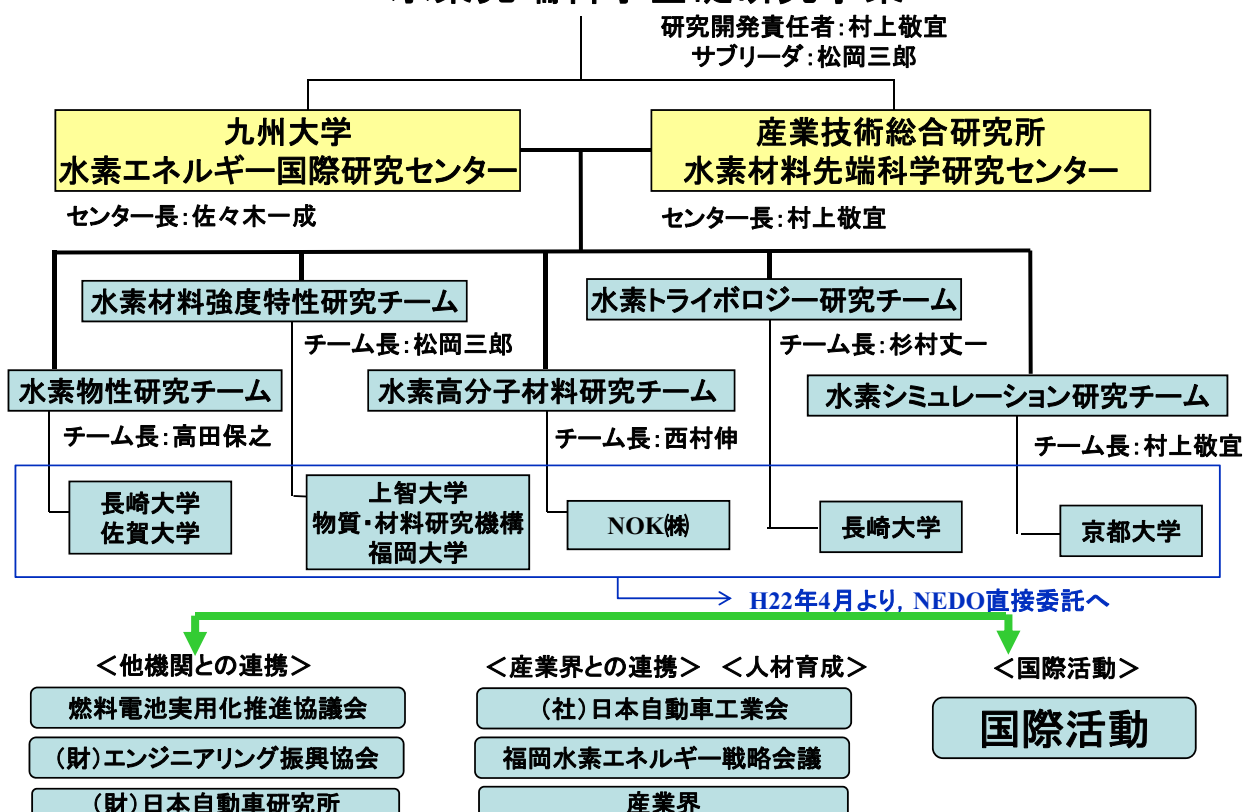 研究開発責任者：村上敬宜
サブリーダ：松岡三郎
九州大学
水素エネルギー国際研究センター
産業技術総合研究所
水素材料先端科学研究センター
センター長：佐々木一成
センター長：村上敬宜
水素材料強度特性研究チーム
水素トライボロジー研究チーム
チーム長：松岡三郎
チーム長：杉村丈一
水素物性研究チーム
水素高分子材料研究チーム
水素シミュレーション研究チーム
チーム長：高田保之
チーム長：西村伸
チーム長：村上敬宜
長崎大学
佐賀大学
上智大学
物質・材料研究機構
福岡大学
NOK㈱
長崎大学
京都大学
H22年4月より，NEDO直接委託へ
＜他機関との連携＞
＜産業界との連携＞ ＜人材育成＞
＜国際活動＞
燃料電池実用化推進協議会
（財）エンジニアリング振興協会
（財）日本自動車研究所
（社）日本自動車工業会
福岡水素エネルギー戦略会議
産業界
国際活動